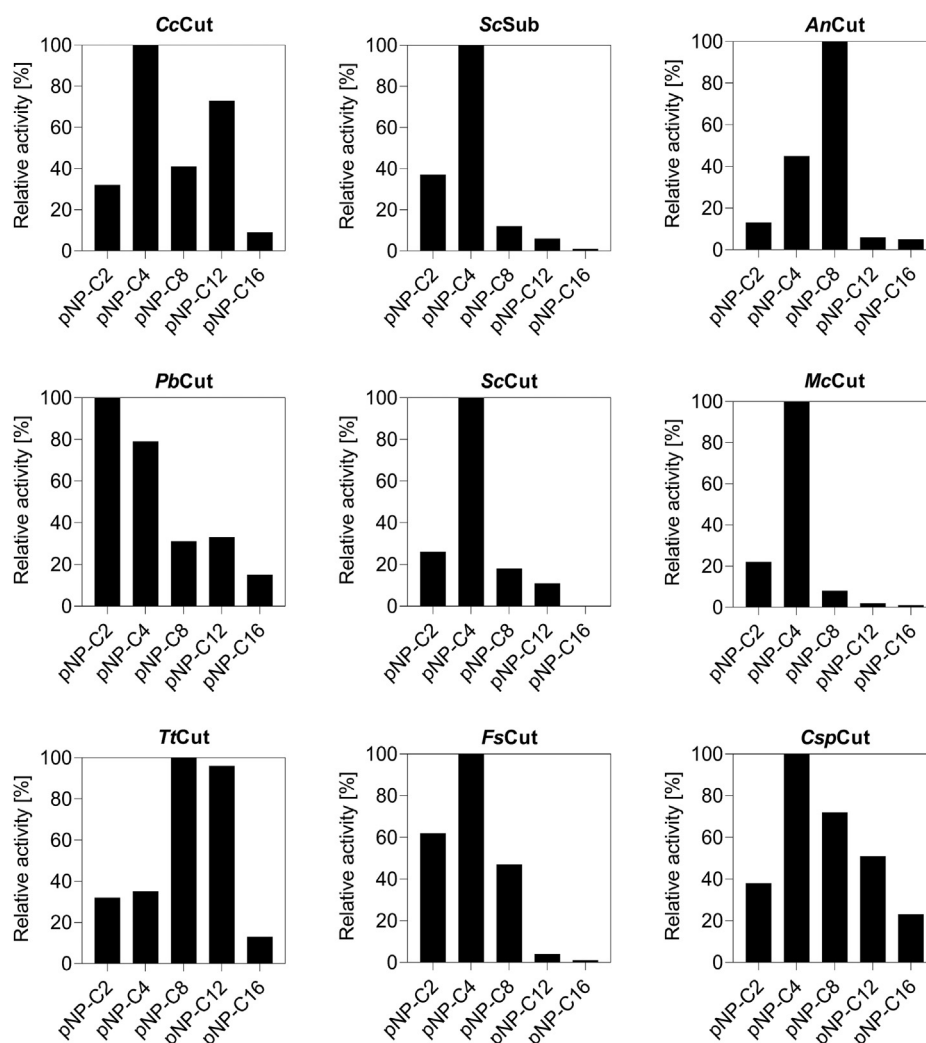 CcCut
Relative activity [%]
100
80
60
40
20
0
pNP-C2
pNP-C4
pNP-C8
pNP-C12
pNP-C16
ScSub
Relative activity [%]
100
80
60
40
20
0
pNP-C2
pNP-C4
pNP-C8
pNP-C12
pNP-C16
AnCut
Relative activity [%]
100
80
60
40
20
0
pNP-C2
pNP-C4
pNP-C8
pNP-C12
pNP-C16
PbCut
Relative activity [%]
100
80
60
40
20
0
pNP-C2
pNP-C4
pNP-C8
pNP-C12
pNP-C16
ScCut
Relative activity [%]
100
80
60
40
20
0
pNP-C2
pNP-C4
pNP-C8
pNP-C12
pNP-C16
McCut
Relative activity [%]
100
80
60
40
20
0
pNP-C2
pNP-C4
pNP-C8
pNP-C12
pNP-C16
TtCut
Relative activity [%]
100
80
60
40
20
0
pNP-C2
pNP-C4
pNP-C8
pNP-C12
pNP-C16
FsCut
Relative activity [%]
100
80
60
40
20
0
pNP-C2
pNP-C4
pNP-C8
pNP-C12
pNP-C16
CspCut
Relative activity [%]
100
80
60
40
20
0
pNP-C2
pNP-C4
pNP-C8
pNP-C12
pNP-C16